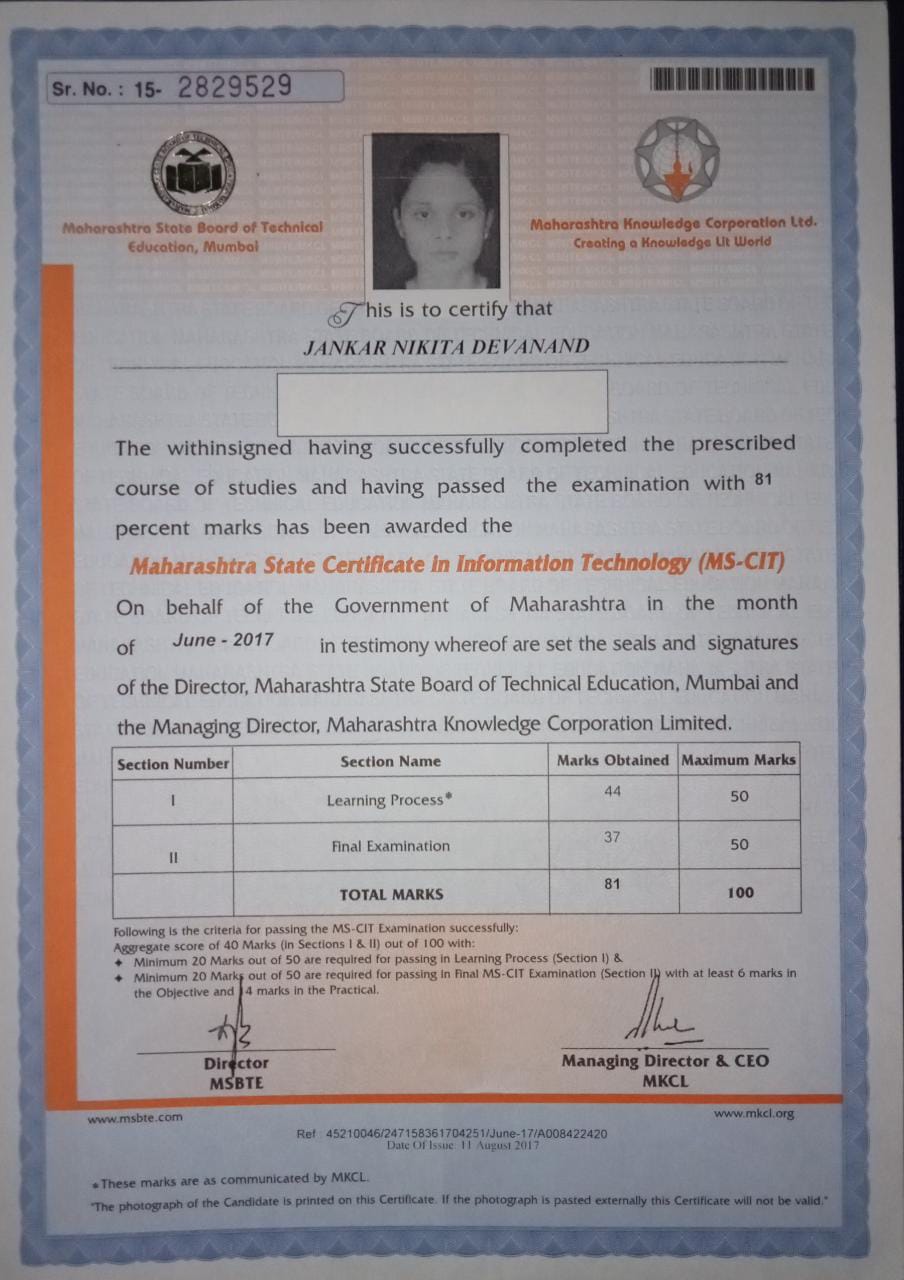 Sr. No. : 15- 2829529
Maharashtra State Board of Technical
Education, Mumbai
Maharashtra Knowledge Corporation Ltd.
Creating a Knowledge Lit World
This is to certify that
JANKAR NIKITA DEVANAND
The withinsigned having successfully completed the prescribed
course of studies and having passed the examination with 81
percent marks has been awarded the
Maharashtra State Certificate in Information Technology (MS-CIT)
On behalf of the Government of Maharashtra in the month
of June - 2017 in testimony whereof are set the seals and signatures
of the Director, Maharashtra State Board of Technical Education, Mumbai and
the Managing Director, Maharashtra Knowledge Corporation Limited.
Section Number Section Name Marks Obtained Maximum Marks
I Learning Process* 44 50
II Final Examination 37 50
TOTAL MARKS 81 100
Following is the criteria for passing the MS-CIT Examination successfully:
Aggregate score of 40 Marks (in Sections I & II) out of 100 with:
✦ Minimum 20 Marks out of 50 are required for passing in Learning Process (Section I) &
✦ Minimum 20 Marks out of 50 are required for passing in Final MS-CIT Examination (Section II) with at least 6 marks in
the Objective and 14 marks in the Practical.
Director
MSBTE
Managing Director & CEO
MKCL
www.msbte.com
www.mkcl.org
Ref : 45210046/247158361704251/June-17/A008422420
Date Of Issue: 11 August 2017
*These marks are as communicated by MKCL.
"The photograph of the Candidate is printed on this Certificate. If the photograph is pasted externally this Certificate will not be valid."